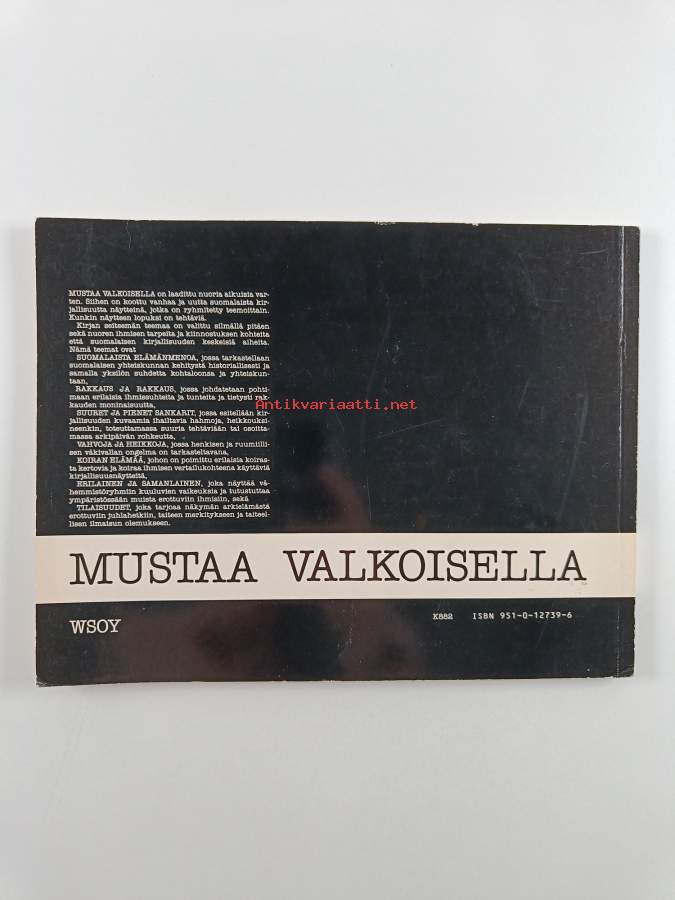 MUSTAA VALKOISELLA on laadittu nuoria aikuisia var-
ten. Siihen on koottu vanhaa ja uutta suomalaista kir-
jallisuutta näytteinä, jotka on ryhmitetty teemoittain.
Kunkin näytteen lopuksi on tehtäviä.
Kirjan seitsemän teemaa on valittu silmällä pitäen
sekä nuoren ihmisen tarpeita ja kiinnostuksen kohteita
että suomalaisen kirjallisuuden keskeisiä aiheita.
Nämä teemat ovat
SUOMALAISTA ELÄMÄNMENOA, jossa tarkastellaan
suomalaisen yhteiskunnan kehitystä historiallisesti ja
samalla yksilön suhdetta kohtaloonsa ja yhteiskun-
taan,
RAKKAUS JA RAKKAUS, jossa johdatetaan pohti-
maan erilaisia ihmissuhteita ja tunteita ja tietysti rak-
kauden moninaisuutta,
SUURET JA PIENET SANKARIT, jossa esitellään kir-
jallisuuden kuvaamia ihailtavia hahmoja, heikkouksi-
neenkin, toteuttamassa suuria tehtäviään tai osoitta-
massa arkipäivän rohkeutta,
VAHVOJA JA HEIKKOJA, jossa henkisen ja ruumiilli-
sen väkivallan ongelma on tarkasteltavana,
KOIRAN ELÄMÄÄ, johon on poimittu erilaisia koiras-
ta kertovia ja koiraa ihmisen vertailukohteena käyttäviä
kirjallisuusnäytteitä,
ERILAINEN JA SAMANLAINEN, joka näyttää vä-
hemmistöryhmiin kuuluvien vaikeuksia ja tutustuttaa
ympäristössään muista erottuviin ihmisiin, sekä
TILAISUUDET, joka tarjoaa näkymän arkielämästä
erottuviin juhlahetkiin, taiteen merkitykseen ja taiteel-
lisen ilmaisun olemukseen.
Antikvariaatti.net
MUSTAA VALKOISELLA
WSOY
K882 ISBN 951-0-12739-6